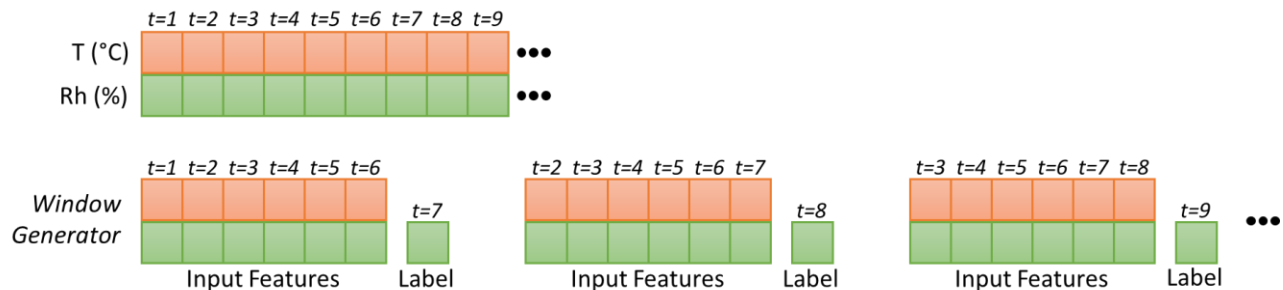 t=1 t=2 t=3 t=4 t=5 t=6 t=7 t=8 t=9
T (°C) •••
Rh (%) •••
t=1 t=2 t=3 t=4 t=5 t=6
t=7
Window
Generator
Input Features Label
t=2 t=3 t=4 t=5 t=6 t=7
t=8
Input Features Label
t=3 t=4 t=5 t=6 t=7 t=8
t=9
•••
Input Features Label